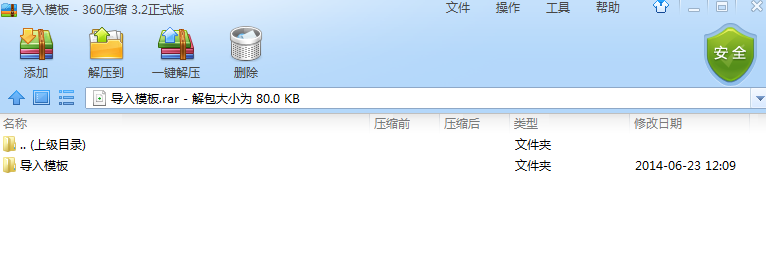 导入模板 - 360压缩 3.2正式版 文件 操作 工具 帮助
添加 解压到 一键解压 删除 安全
导入模板.rar - 解包大小为 80.0 KB
名称 压缩前 压缩后 类型 修改日期
.. (上级目录) 文件夹
导入模板 文件夹 2014-06-23 12:09